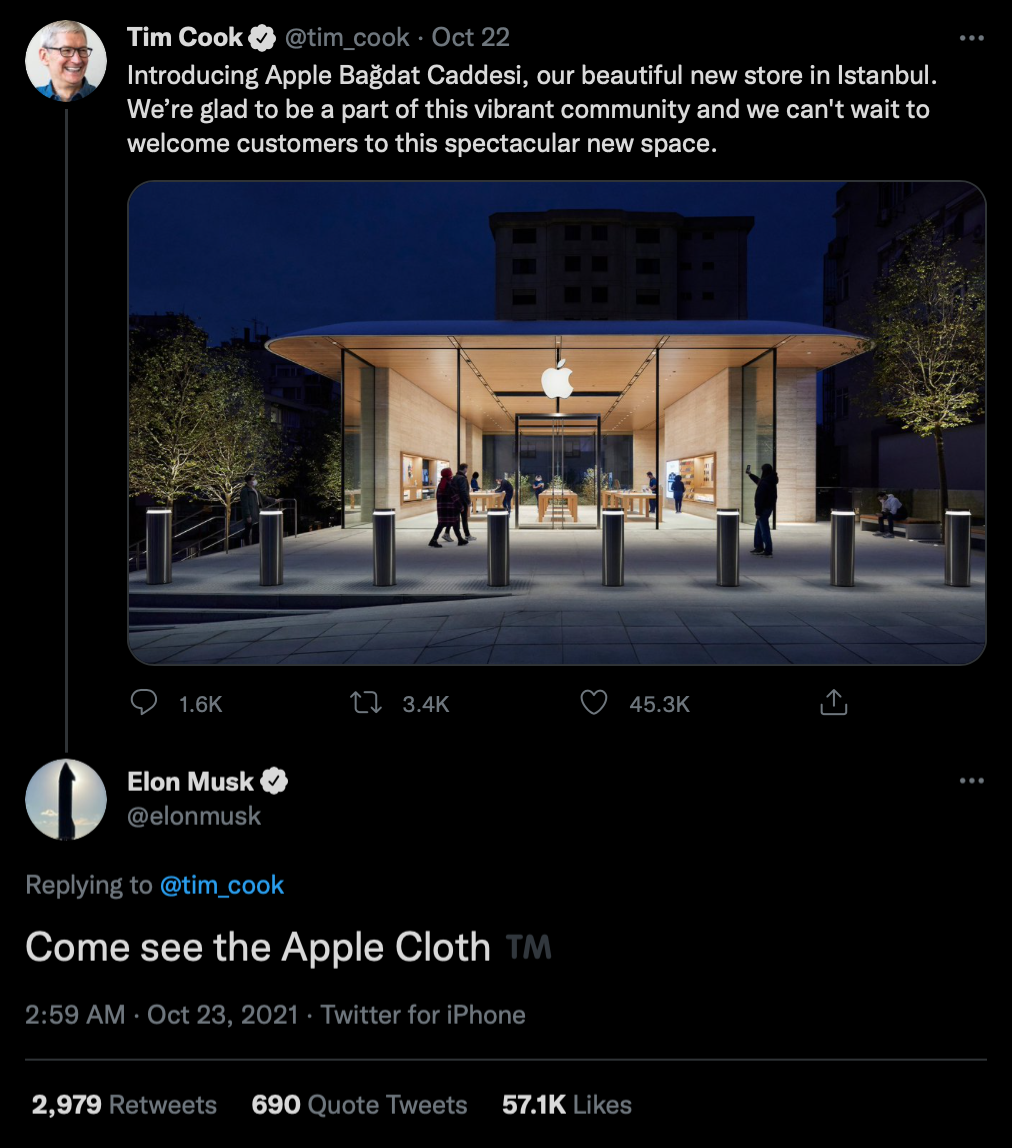 Tim Cook @tim_cook · Oct 22
Introducing Apple Bağdat Caddesi, our beautiful new store in Istanbul.
We’re glad to be a part of this vibrant community and we can't wait to
welcome customers to this spectacular new space.
1.6K 3.4K 45.3K
Elon Musk
@elonmusk
Replying to @tim_cook
Come see the Apple Cloth ™️
2:59 AM · Oct 23, 2021 · Twitter for iPhone
2,979 Retweets 690 Quote Tweets 57.1K Likes